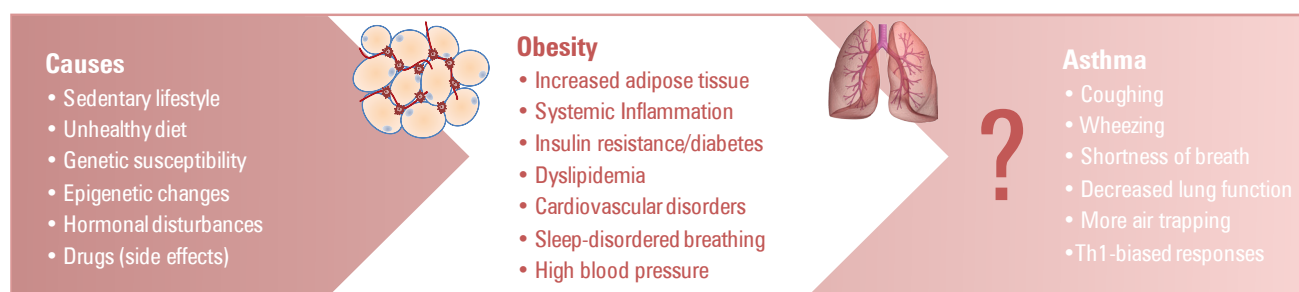 Causes
• Sedentary lifestyle
• Unhealthy diet
• Genetic susceptibility
• Epigenetic changes
• Hormonal disturbances
• Drugs (side effects)
Obesity
• Increased adipose tissue
• Systemic Inflammation
• Insulin resistance/diabetes
• Dyslipidemia
• Cardiovascular disorders
• Sleep-disordered breathing
• High blood pressure
?
Asthma
• Coughing
• Wheezing
• Shortness of breath
• Decreased lung function
• More air trapping
•Th1-biased responses